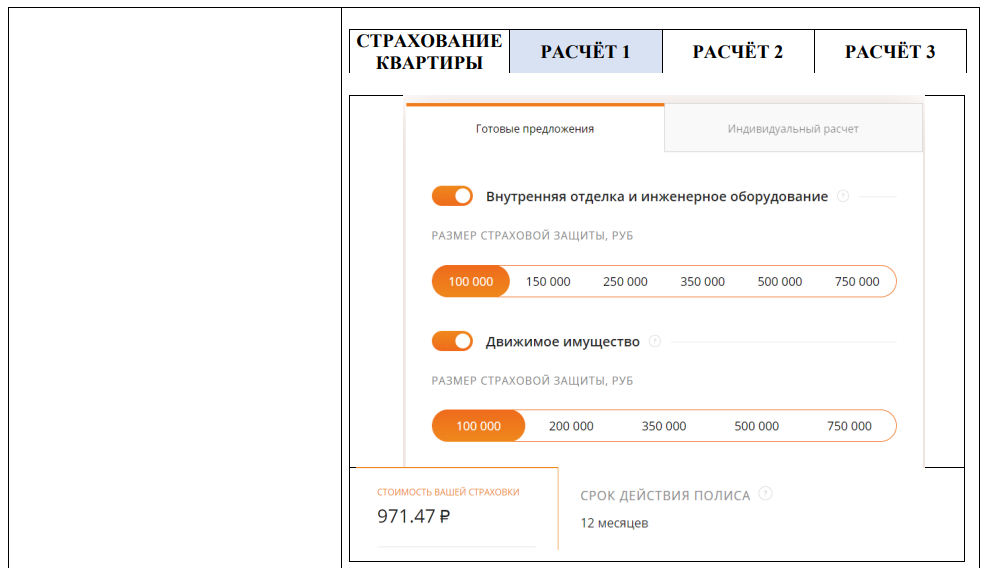 СТРАХОВАНИЕ
КВАРТИРЫ
РАСЧЁТ 1
РАСЧЁТ 2
РАСЧЁТ 3
Готовые предложения
Индивидуальный расчет
Внутренняя отделка и инженерное оборудование ?
РАЗМЕР СТРАХОВОЙ ЗАЩИТЫ, РУБ
100 000 150 000 250 000 350 000 500 000 750 000
Движимое имущество ?
РАЗМЕР СТРАХОВОЙ ЗАЩИТЫ, РУБ
100 000 200 000 350 000 500 000 750 000
СТОИМОСТЬ ВАШЕЙ СТРАХОВКИ
971.47 ₽
СРОК ДЕЙСТВИЯ ПОЛИСА ?
12 месяцев